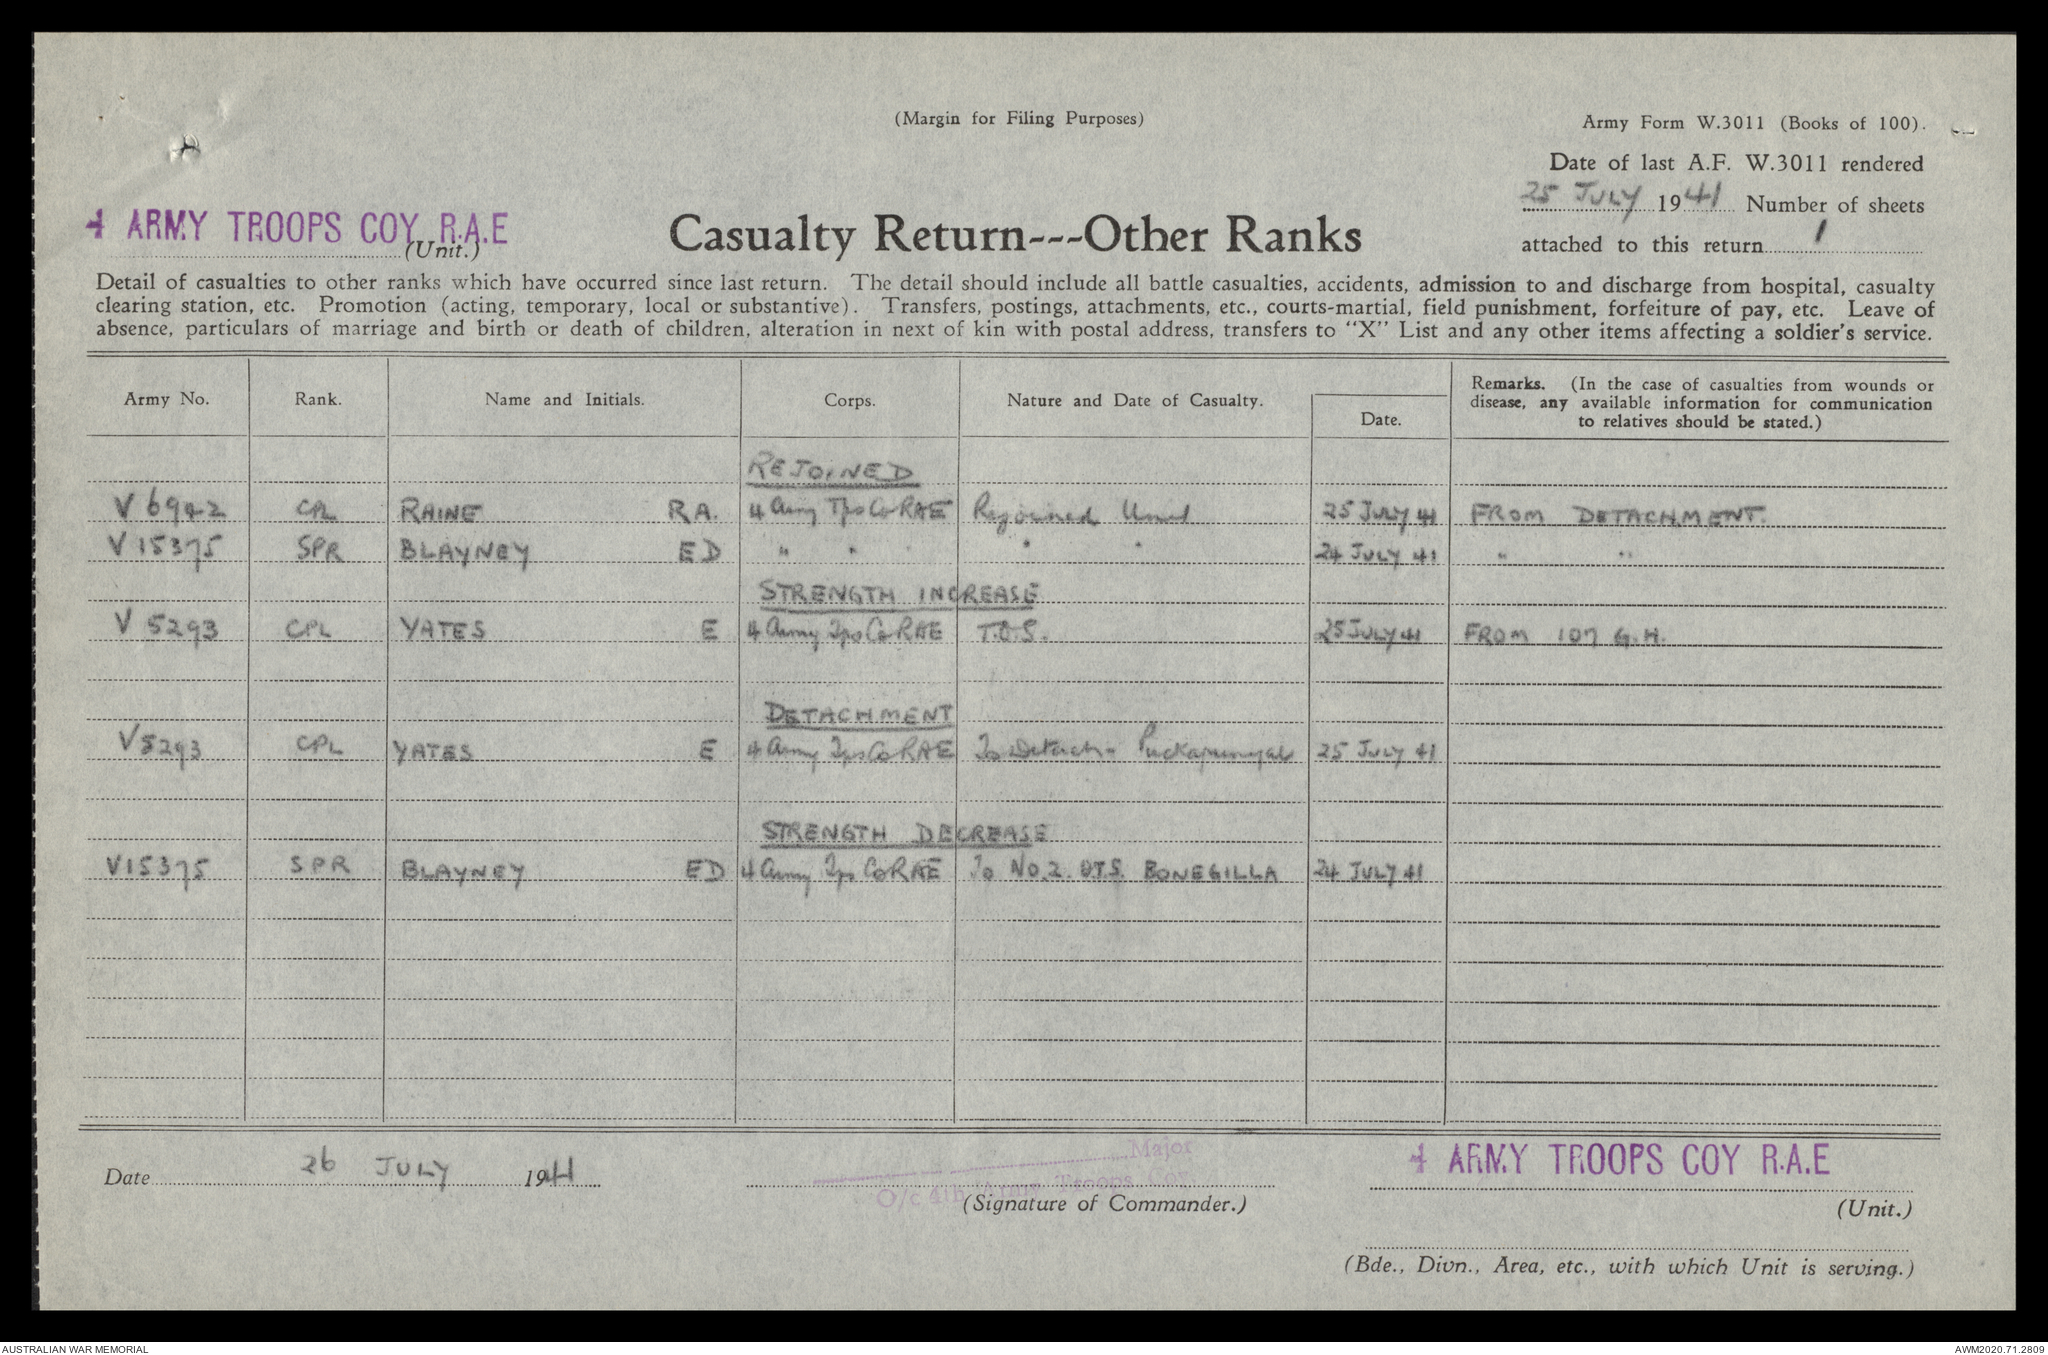 (Margin for Filing Purposes)
Army Form W.3011 (Books of 100).
Date of last A.F. W.3011 rendered
25 JULY 1941 Number of sheets
attached to this return 1
4 ARMY TROOPS COY R.A.E
(Unit.)
Casualty Return---Other Ranks
Detail of casualties to other ranks which have occurred since last return. The detail should include all battle casualties, accidents, admission to and discharge from hospital, casualty
clearing station, etc. Promotion (acting, temporary, local or substantive). Transfers, postings, attachments, etc., courts-martial, field punishment, forfeiture of pay, etc. Leave of
absence, particulars of marriage and birth or death of children, alteration in next of kin with postal address, transfers to "X" List and any other items affecting a soldier's service.
Army No. Rank. Name and Initials. Corps. Nature and Date of Casualty. Date. Remarks. (In the case of casualties from wounds or
disease, any available information for communication
to relatives should be stated.)
REJOINED
V 6942 CPL RAINE R A. 4 Army Tps Co RAE Rejoined Unit 25 JULY 41 FROM DETACHMENT.
V 15375 SPR BLAYNEY E D " " " " 24 JULY 41 " "
STRENGTH INCREASE
V 5293 CPL YATES E 4 Army Tps Co RAE T.O.S. 25 JULY 41 FROM 107 G.H.
DETACHMENT
V5293 CPL YATES E 4 Army Tps Co RAE To Detach- Puckapunyal 25 JULY 41
STRENGTH DECREASE
V15375 SPR BLAYNEY ED 4 Army Tps Co RAE To No. 2. D.T.S. BONEGILLA 24 JULY 41
Date 26 JULY 1941
Major
O/c 4th Army Troops Coy.
(Signature of Commander.)
4 ARMY TROOPS COY R.A.E
(Unit.)
(Bde., Divn., Area, etc., with which Unit is serving.)
AUSTRALIAN WAR MEMORIAL
AWM2020.71.2809